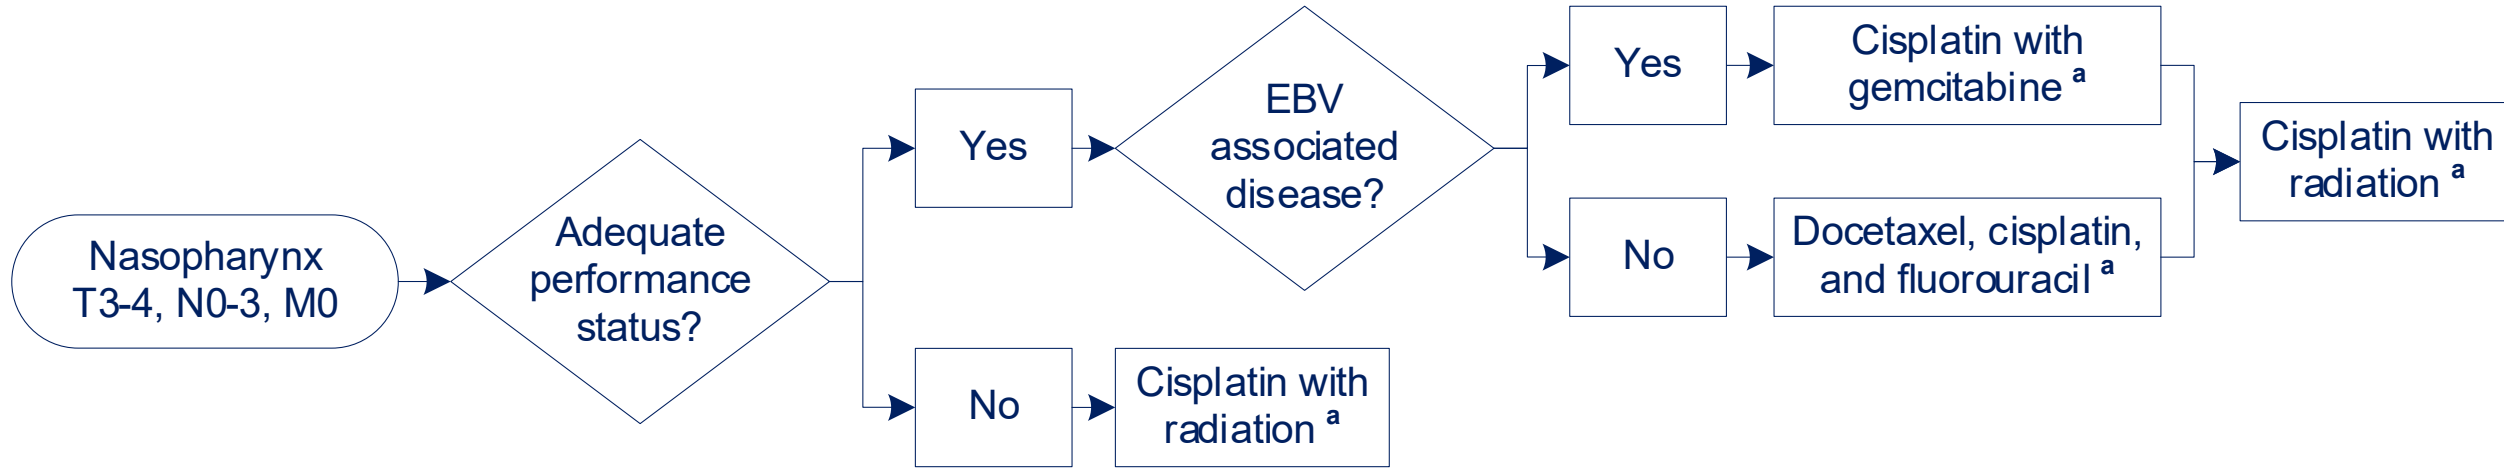 Nasopharynx
T3-4, N0-3, M0
Adequate
performance
status?
Yes
EBV
associated
disease?
Yes
Cisplatin with
gemcitabine a
No
Docetaxel, cisplatin,
and fluorouracil a
Cisplatin with
radiation a
No
Cisplatin with
radiation a